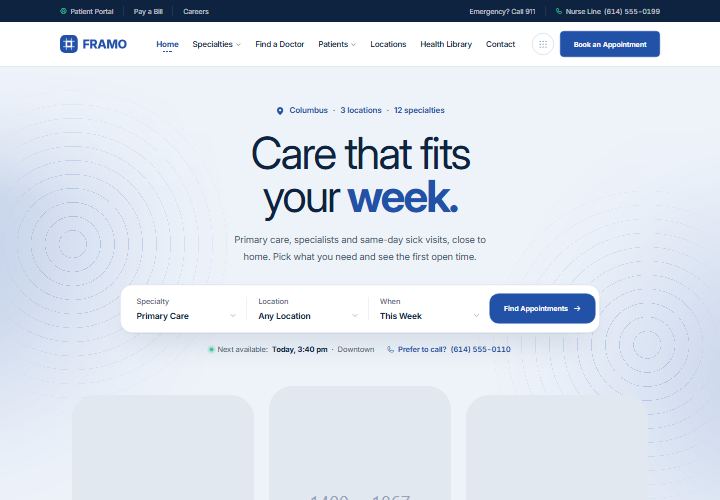 Patient Portal Pay a Bill Careers Emergency? Call 911 Nurse Line (614) 555-0199
FRAMO Home Specialties Find a Doctor Patients Locations Health Library Contact Book an Appointment
Columbus · 3 locations · 12 specialties
Care that fits
your week.
Primary care, specialists and same-day sick visits, close to
home. Pick what you need and see the first open time.
Specialty Location When
Primary Care Any Location This Week Find Appointments
Next available: Today, 3:40 pm · Downtown Prefer to call? (614) 555-0110